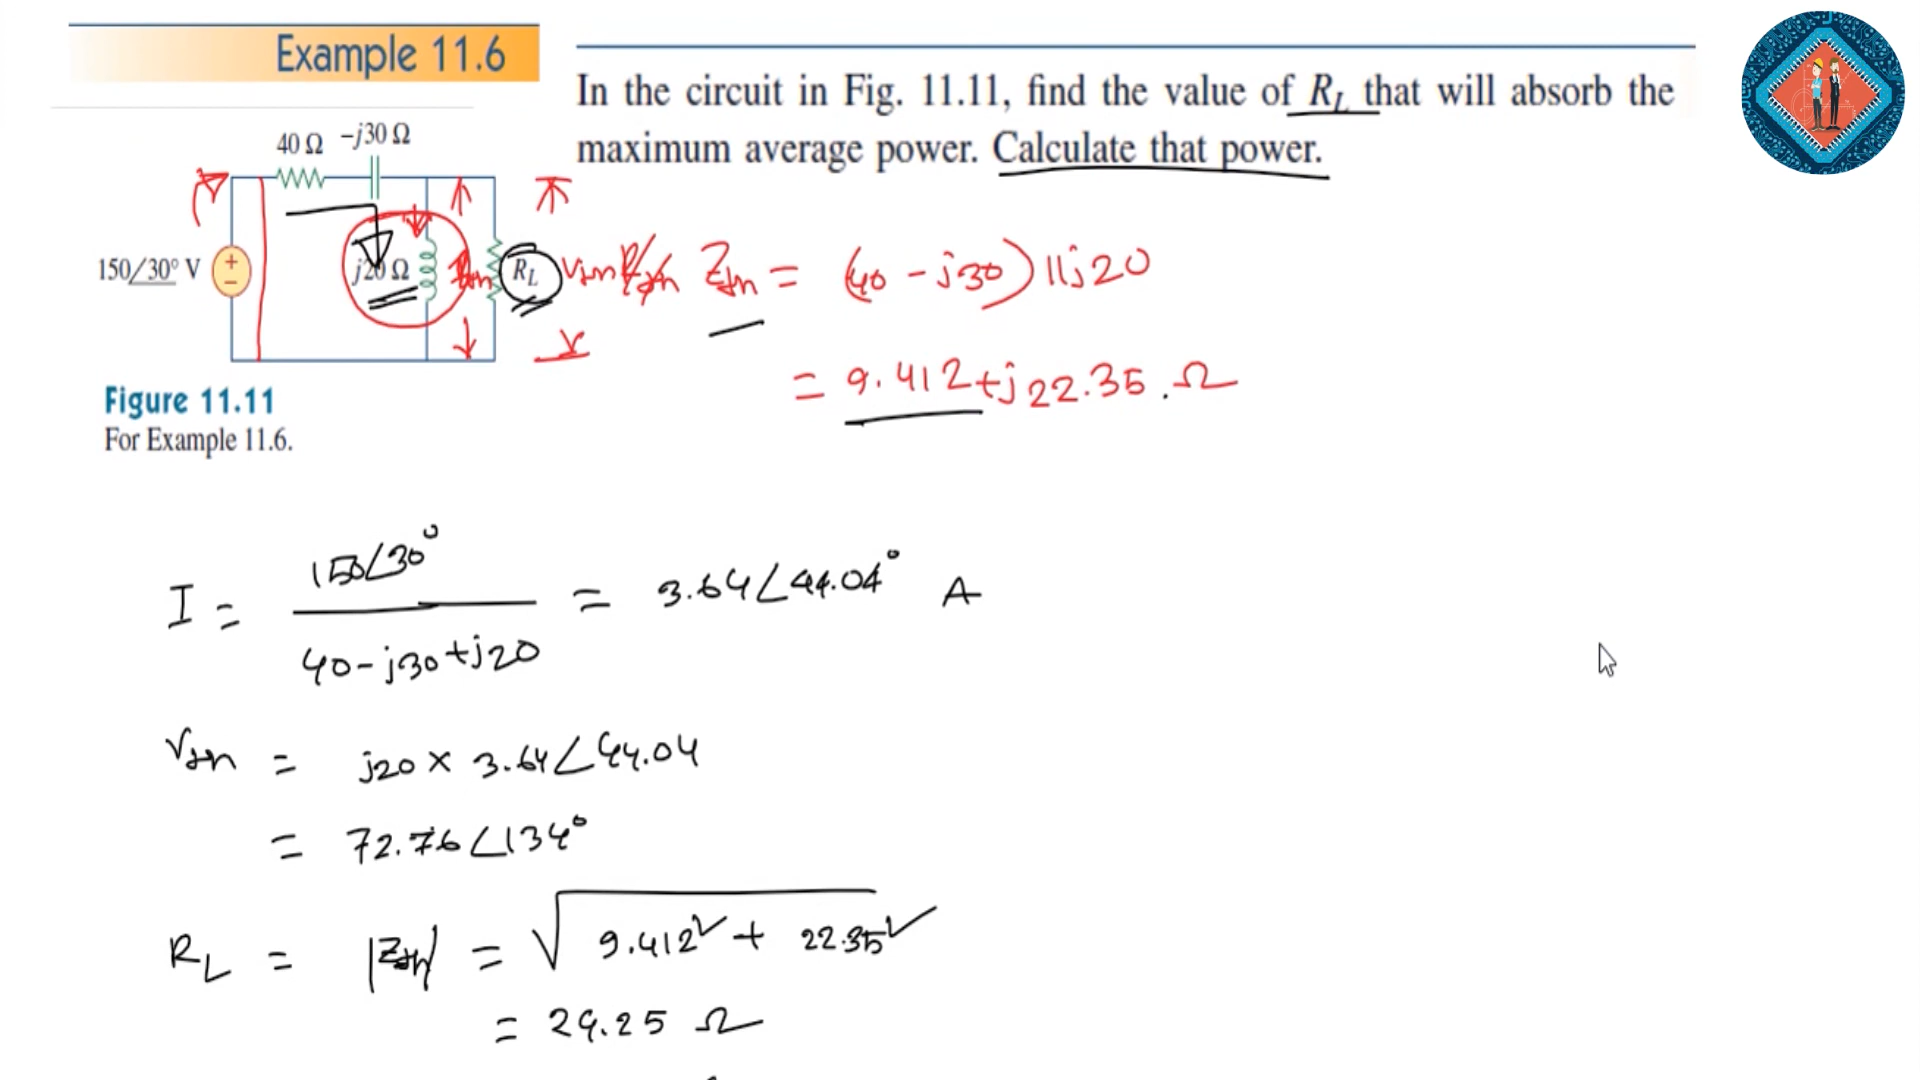 Example 11.6
In the circuit in Fig. 11.11, find the value of R_L that will absorb the
maximum average power. Calculate that power.
40 Ω −j30 Ω
150/30° V
+
−
j20 Ω
R_L
Z_th = (40 - j30) || j20
= 9.412 + j22.35 Ω
Figure 11.11
For Example 11.6.
I = 150∠30° / 40-j30+j20 = 3.64∠44.04° A
V_th = j20 × 3.64∠44.04
= 72.76∠134°
R_L = |Z_th| = √ 9.412² + 22.35²
= 24.25 Ω